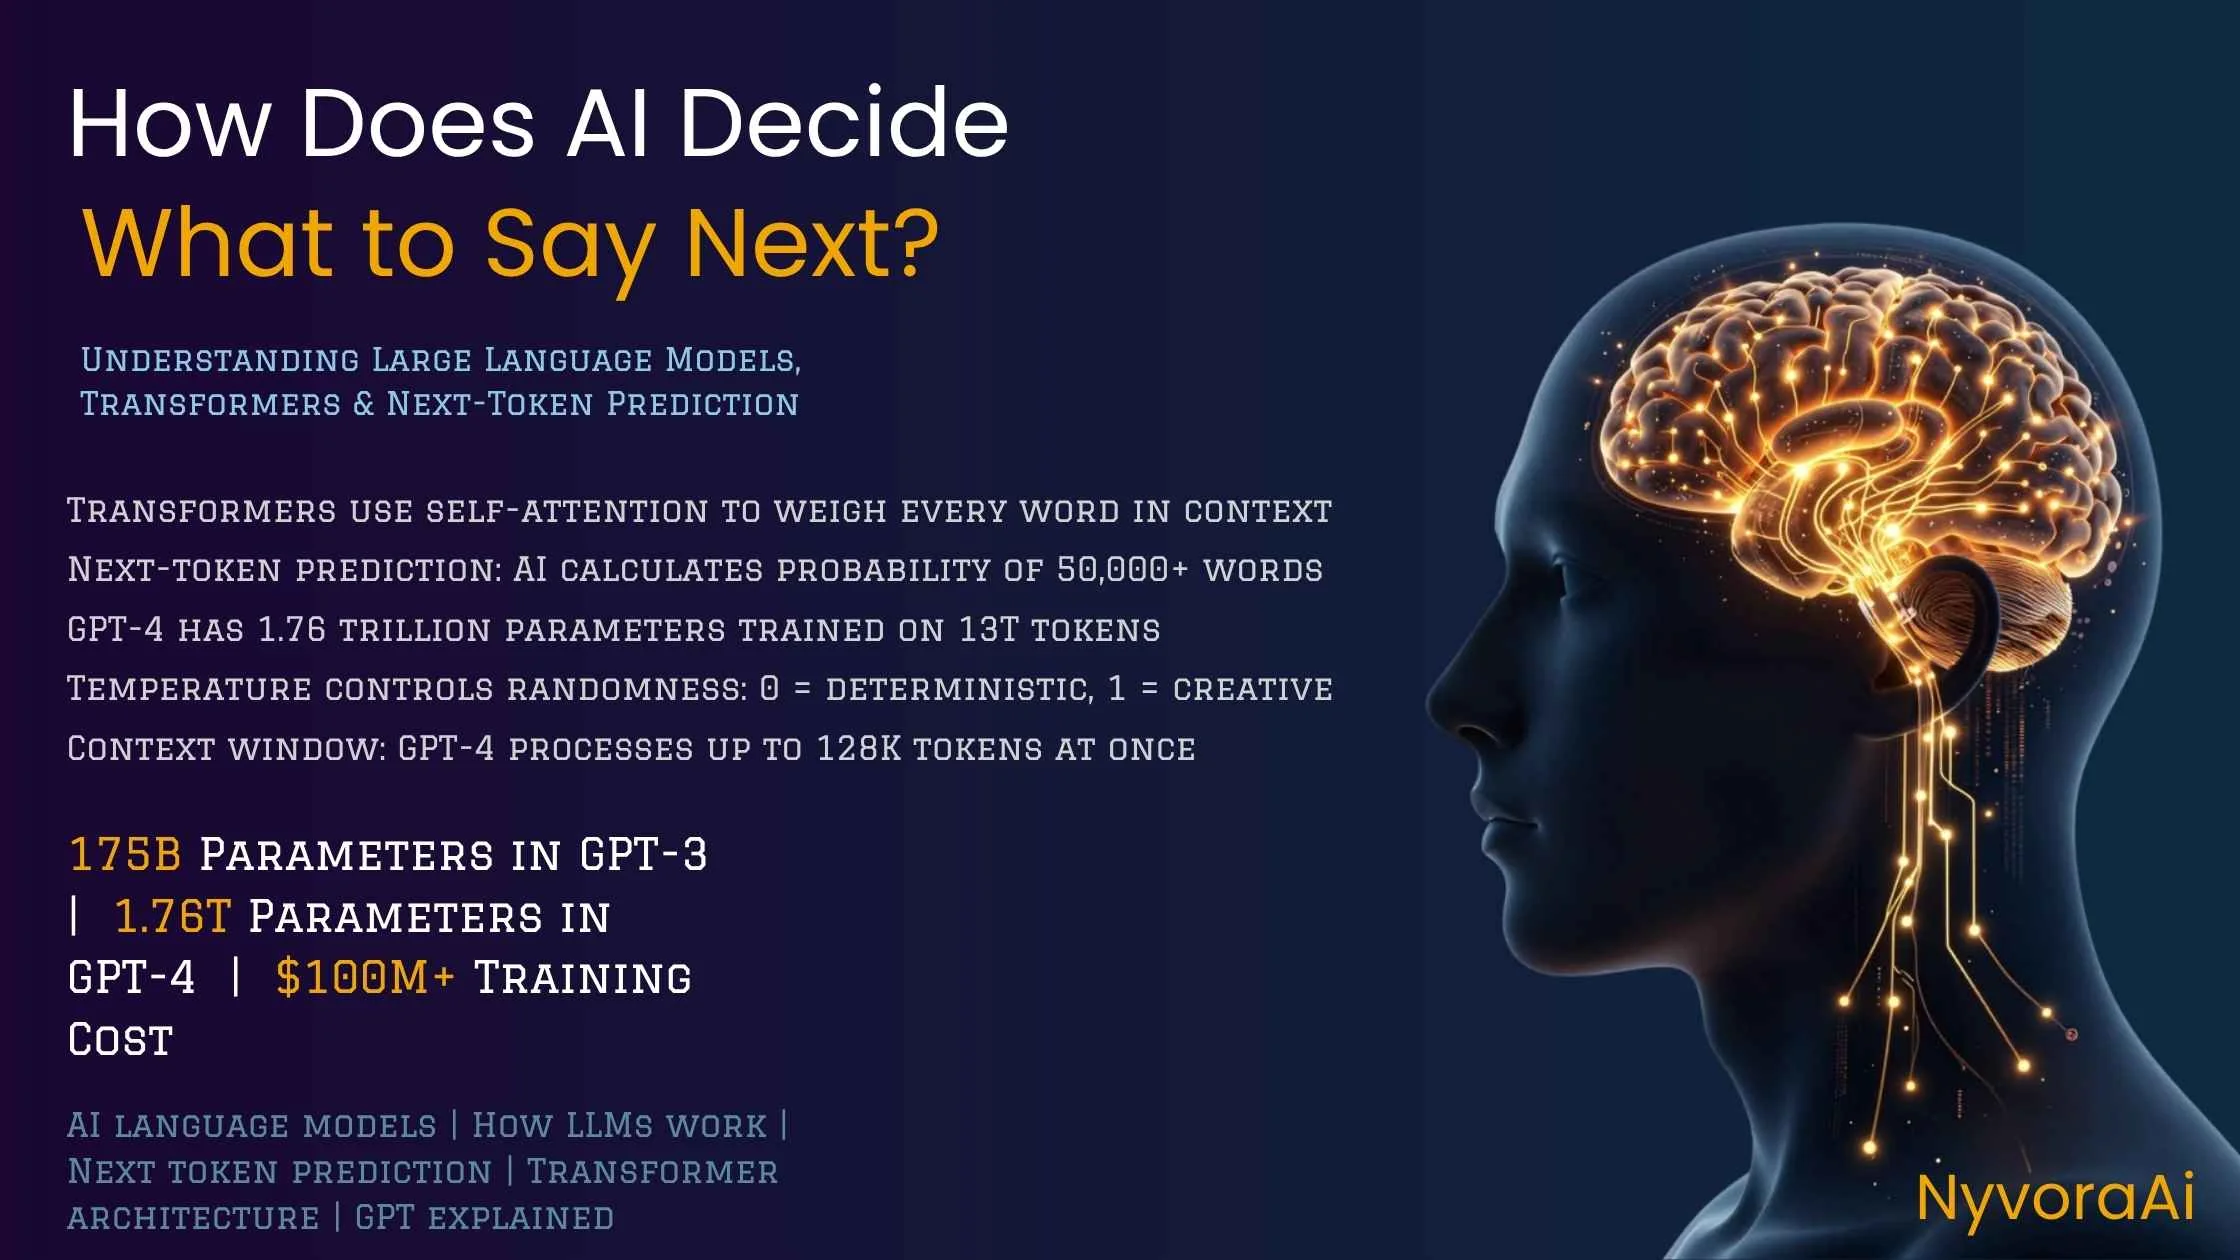 How Does AI Decide
What to Say Next?
Understanding Large Language Models,
Transformers & Next-Token Prediction
Transformers use self-attention to weigh every word in context
Next-token prediction: AI calculates probability of 50,000+ words
GPT-4 has 1.76 trillion parameters trained on 13T tokens
Temperature controls randomness: 0 = deterministic, 1 = creative
Context window: GPT-4 processes up to 128K tokens at once
175B Parameters in GPT-3
| 1.76T Parameters in
GPT-4 | $100M+ Training
Cost
AI language models | How LLMs work |
Next token prediction | Transformer
architecture | GPT explained
NyvoraAi